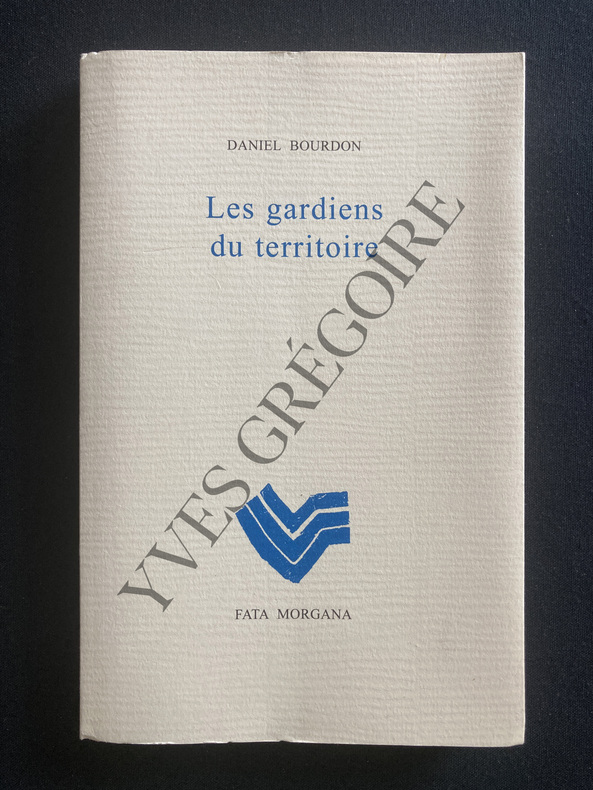 DANIEL BOURDON
Les gardiens
du territoire
YVES GRÉGOIRE
FATA MORGANA